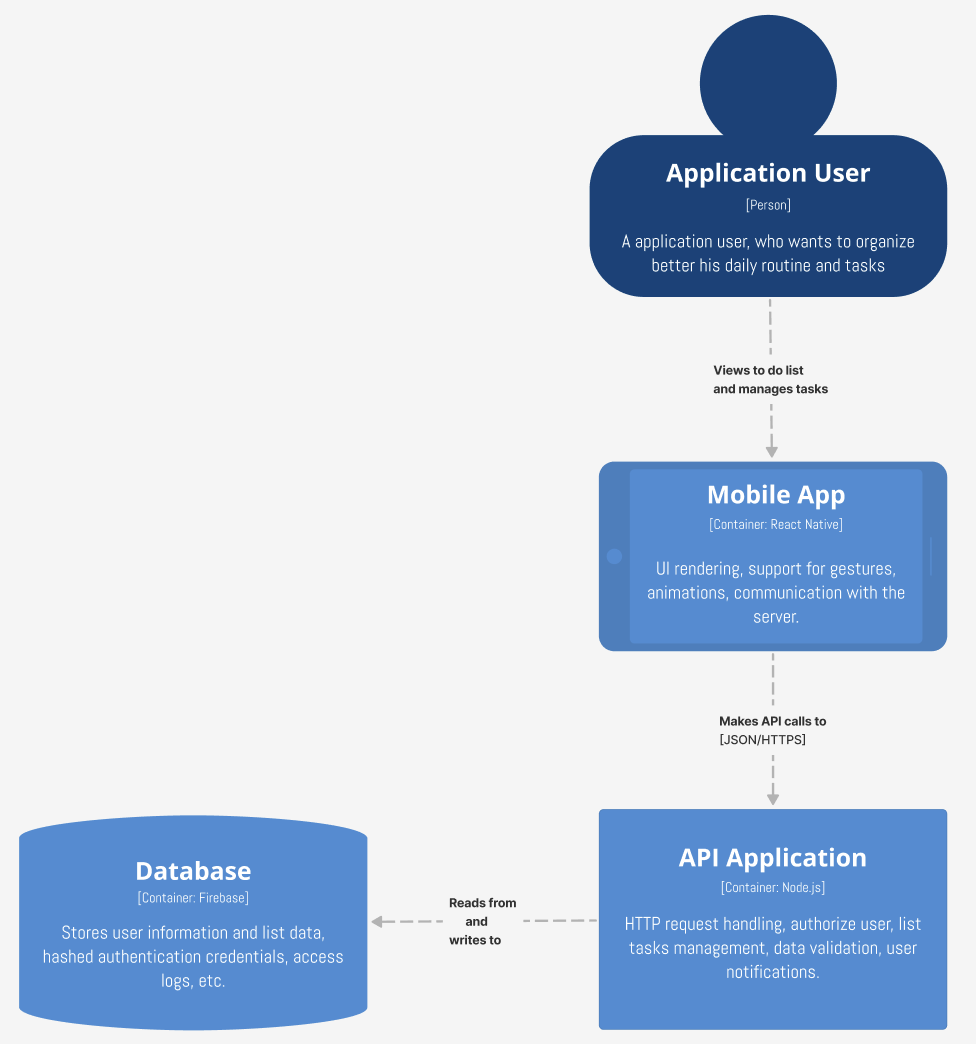 Application User
[Person]
A application user, who wants to organize
better his daily routine and tasks
Views to do list
and manages tasks
Mobile App
[Container: React Native]
UI rendering, support for gestures,
animations, communication with the
server.
Makes API calls to
[JSON/HTTPS]
API Application
[Container: Node.js]
HTTP request handling, authorize user, list
tasks management, data validation, user
notifications.
Reads from
and
writes to
Database
[Container: Firebase]
Stores user information and list data,
hashed authentication credentials, access
logs, etc.